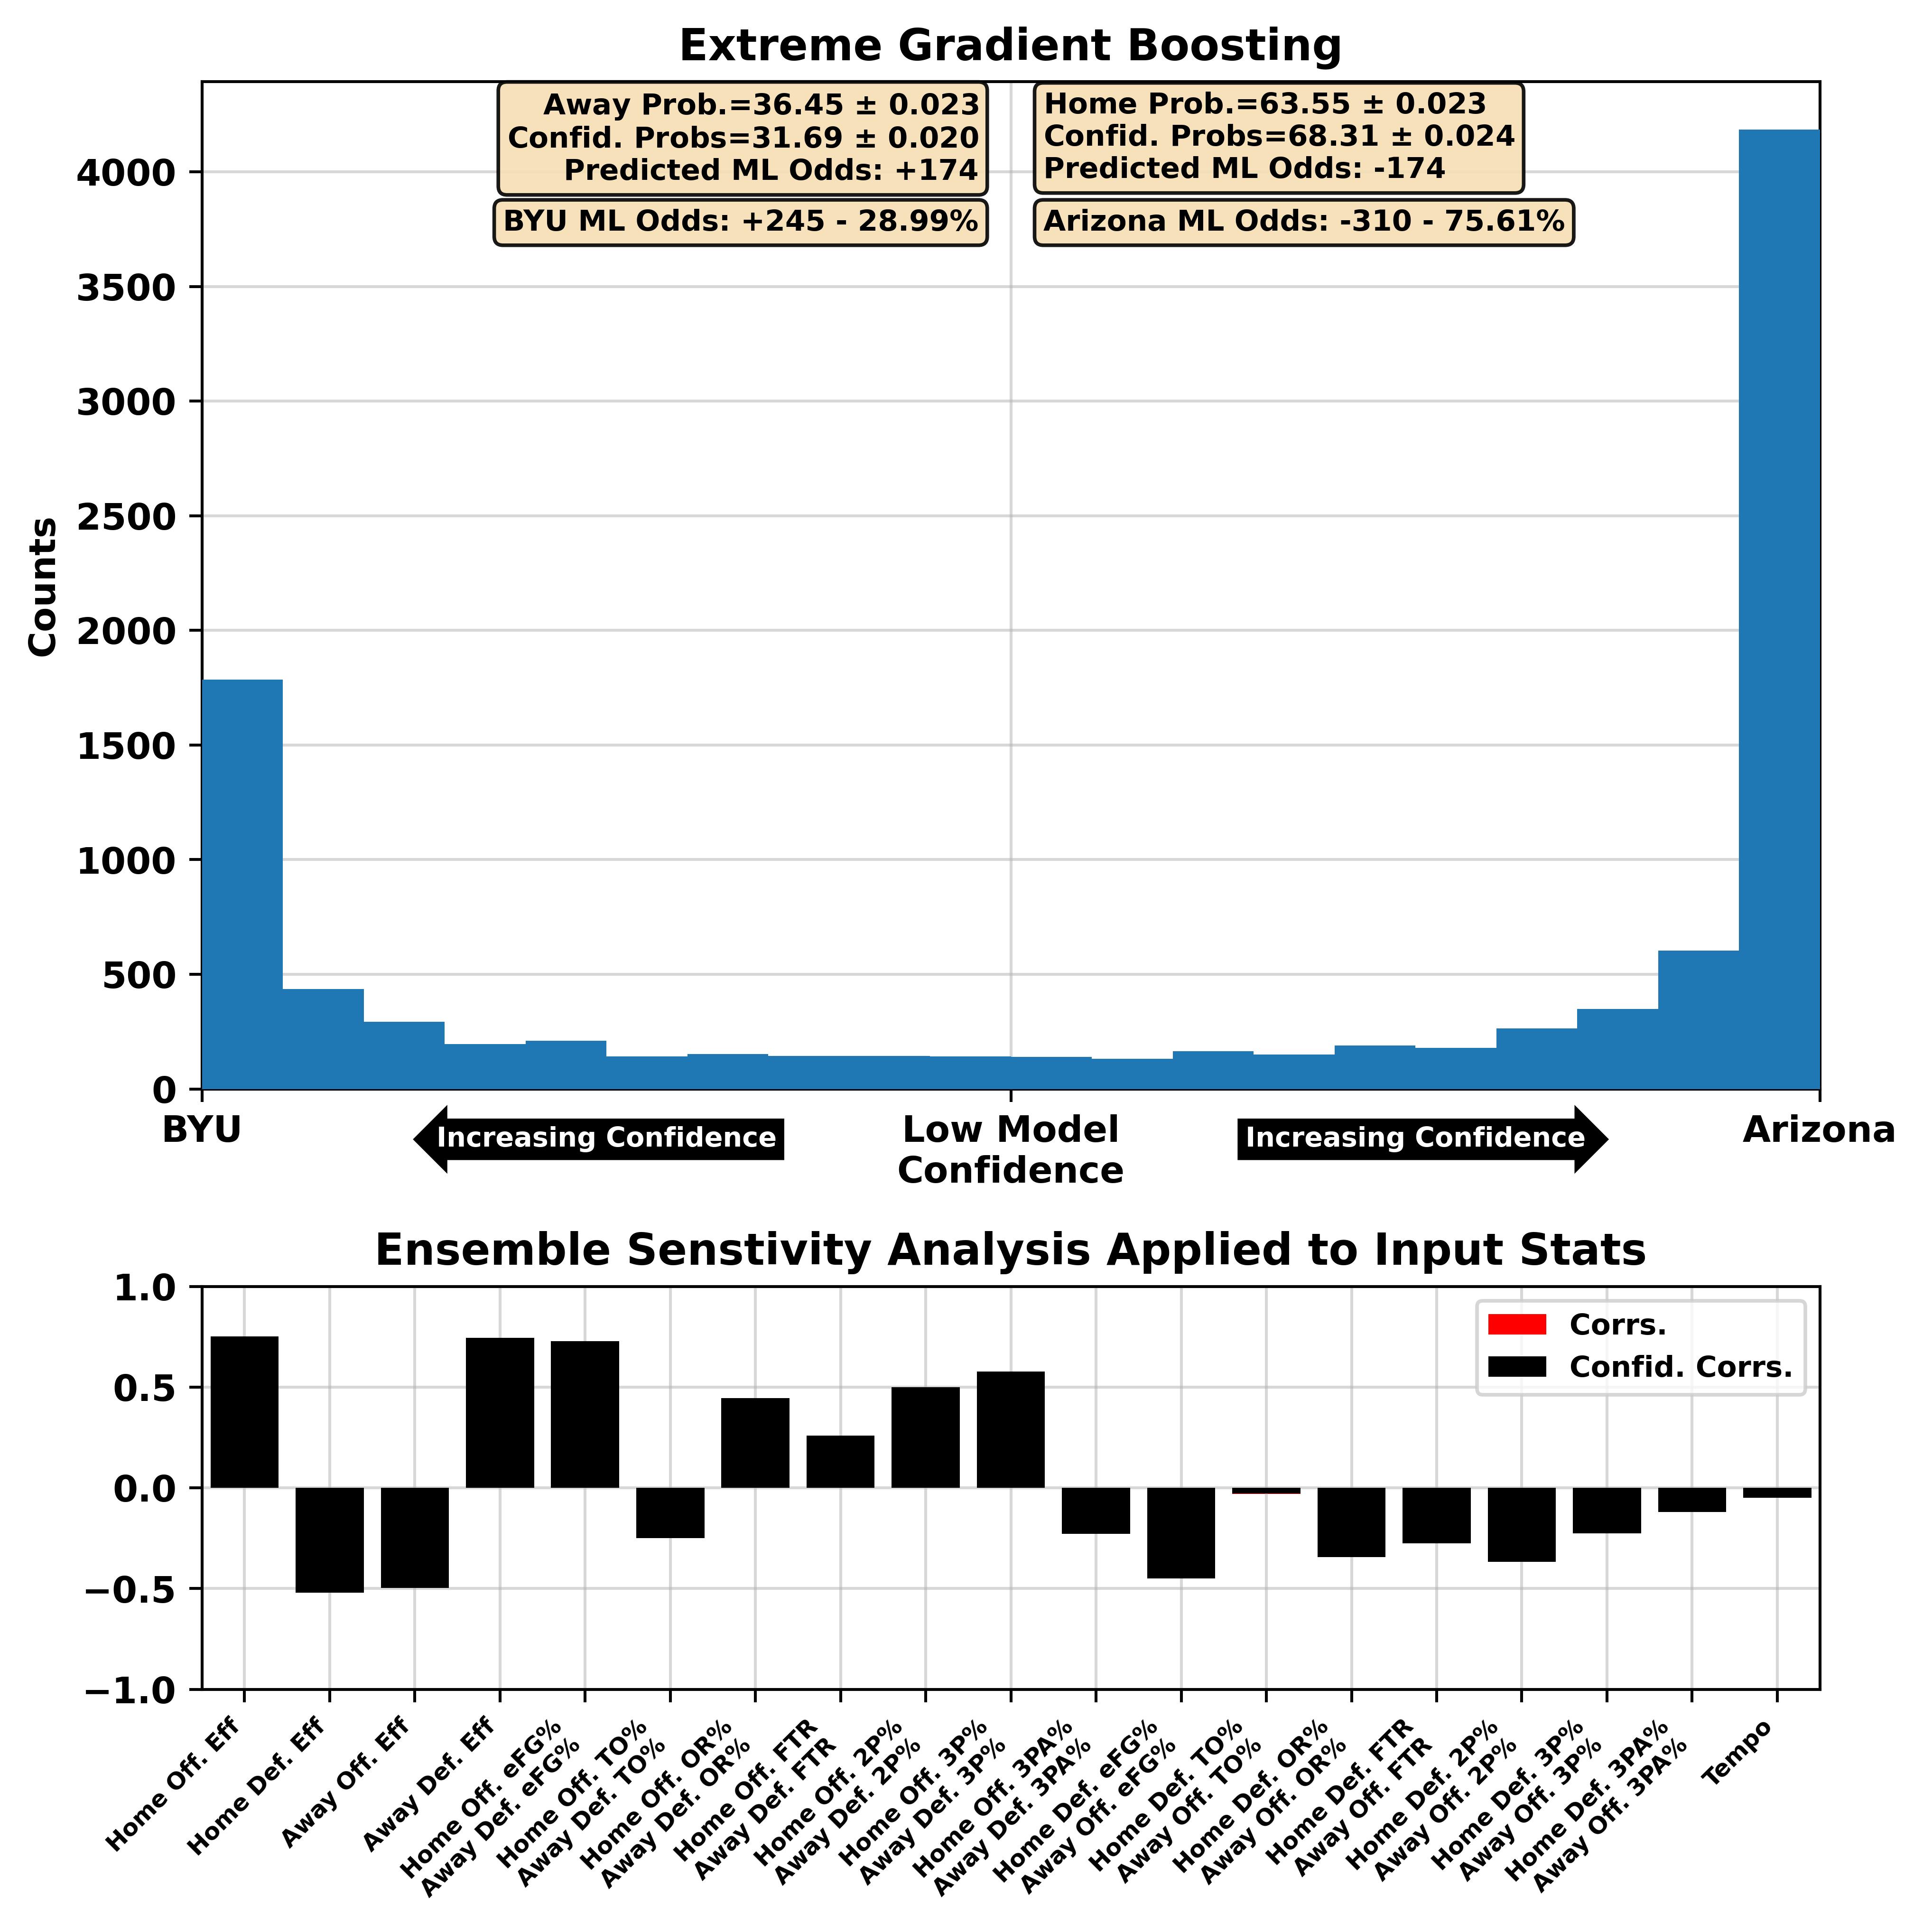 Extreme Gradient Boosting
Away Prob.=36.45 ± 0.023
Confid. Probs=31.69 ± 0.020
Predicted ML Odds: +174
BYU ML Odds: +245 - 28.99%
Home Prob.=63.55 ± 0.023
Confid. Probs=68.31 ± 0.024
Predicted ML Odds: -174
Arizona ML Odds: -310 - 75.61%
Counts
4000
3500
3000
2500
2000
1500
1000
500
0
BYU
Increasing Confidence
Low Model
Confidence
Increasing Confidence
Arizona
Ensemble Senstivity Analysis Applied to Input Stats
Corrs.
Confid. Corrs.
1.0
0.5
0.0
−0.5
−1.0
Home Off. Eff
Home Def. Eff
Away Off. Eff
Away Def. Eff
Home Off. eFG%
Away Def. eFG%
Home Off. TO%
Away Def. TO%
Home Off. OR%
Away Def. OR%
Home Off. FTR
Away Def. FTR
Home Off. 2P%
Away Def. 2P%
Home Off. 3P%
Away Def. 3P%
Home Off. 3PA%
Away Def. 3PA%
Home Def. eFG%
Away Off. eFG%
Home Def. TO%
Away Off. TO%
Home Def. OR%
Away Off. OR%
Home Def. FTR
Away Off. FTR
Home Def. 2P%
Away Off. 2P%
Home Def. 3P%
Away Off. 3P%
Home Def. 3PA%
Away Off. 3PA%
Tempo